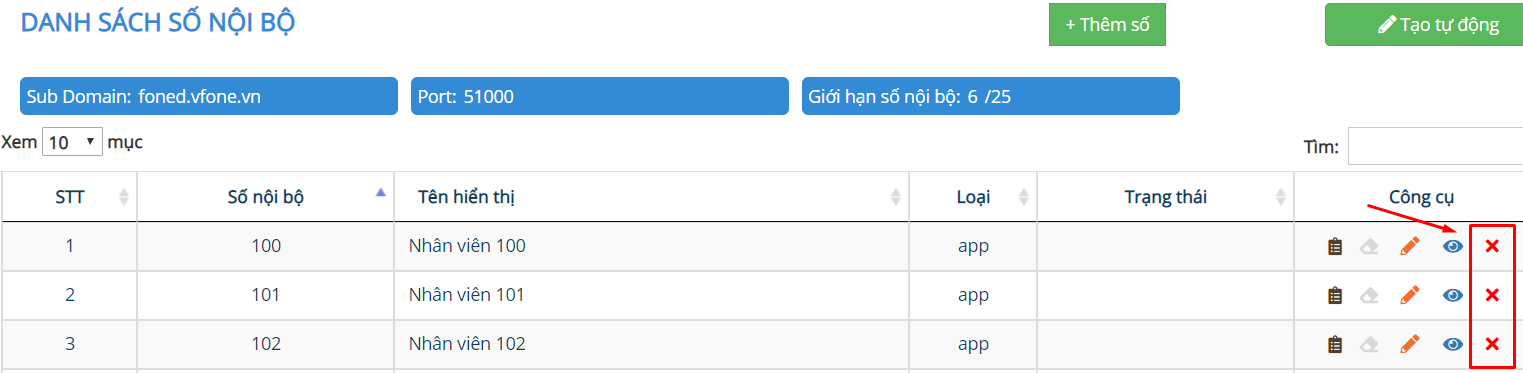 DANH SÁCH SỐ NỘI BỘ
+ Thêm số
Tạo tự động
Sub Domain: foned.vfone.vn
Port: 51000
Giới hạn số nội bộ: 6 /25
Xem 10 mục
Tìm:
STT Số nội bộ Tên hiển thị Loại Trạng thái Công cụ
1 100 Nhân viên 100 app
2 101 Nhân viên 101 app
3 102 Nhân viên 102 app